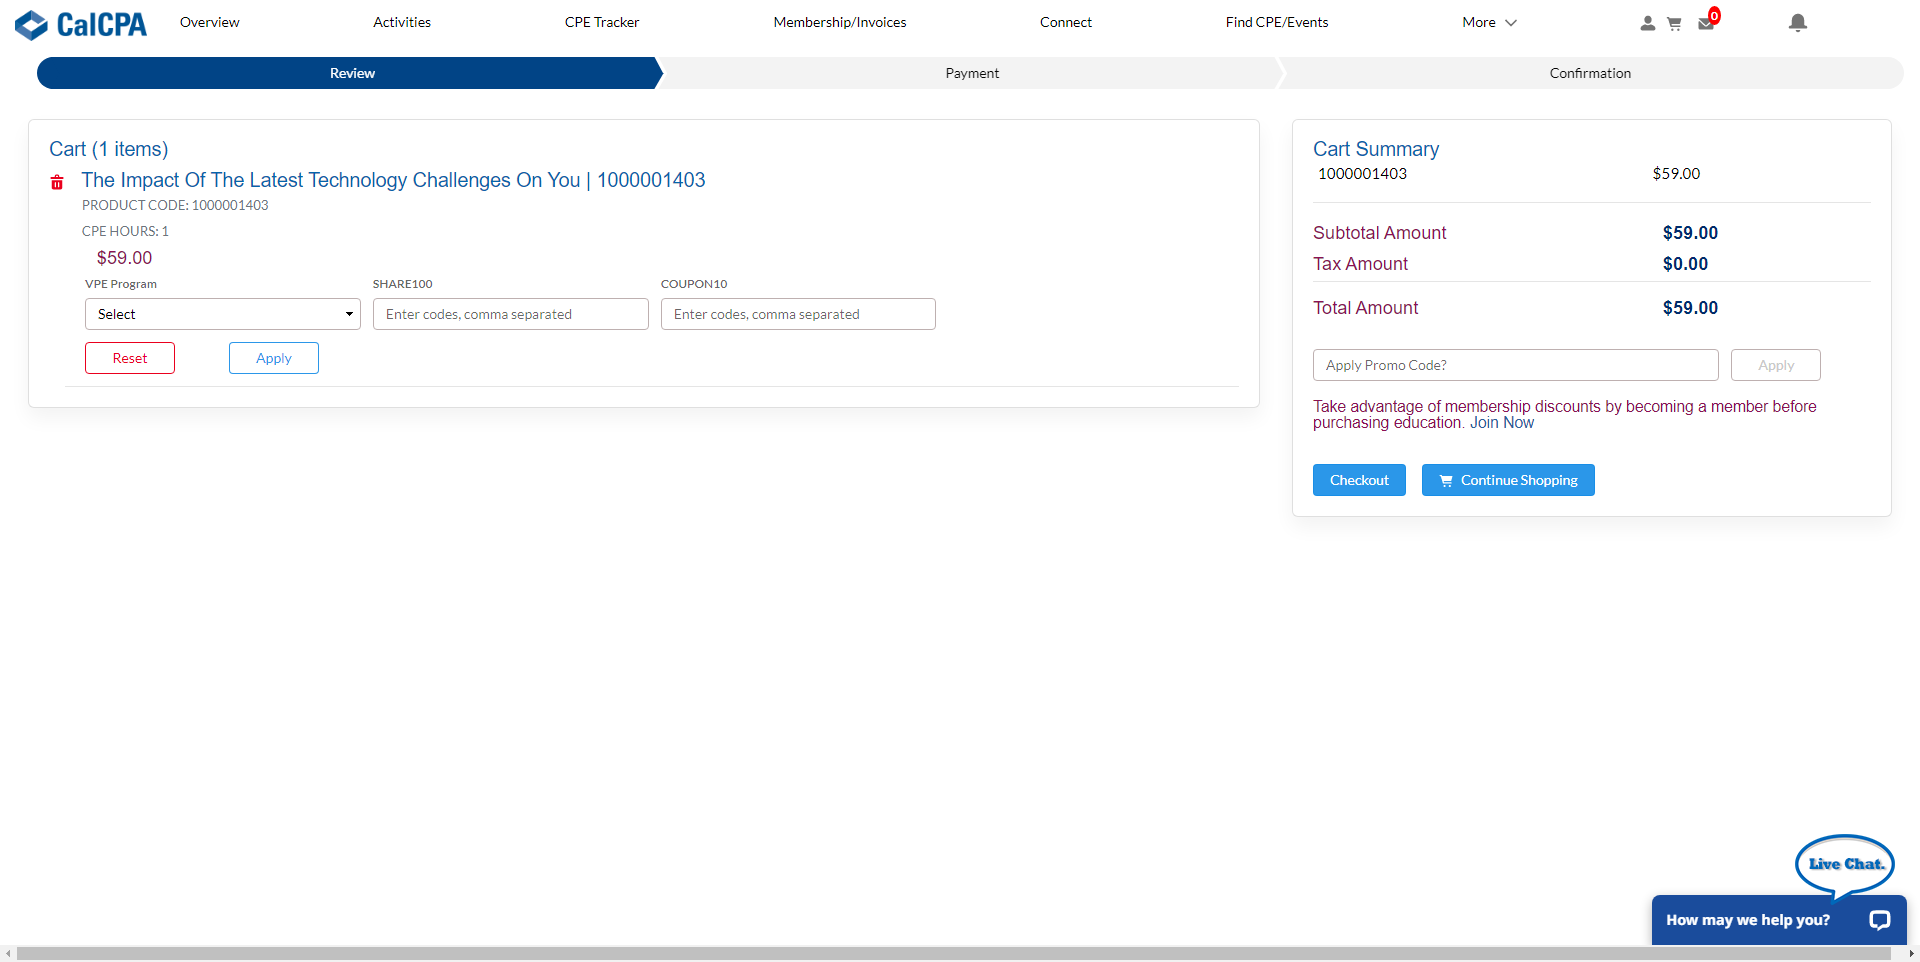 CalCPA
Overview
Activities
CPE Tracker
Membership/Invoices
Connect
Find CPE/Events
More
0
Review
Payment
Confirmation
Cart (1 items)
The Impact Of The Latest Technology Challenges On You | 1000001403
PRODUCT CODE: 1000001403
CPE HOURS: 1
$59.00
VPE Program
SHARE100
COUPON10
Select
Enter codes, comma separated
Enter codes, comma separated
Reset
Apply
Cart Summary
1000001403 $59.00
Subtotal Amount $59.00
Tax Amount $0.00
Total Amount $59.00
Apply Promo Code?
Apply
Take advantage of membership discounts by becoming a member before
purchasing education. Join Now
Checkout
Continue Shopping
Live Chat.
How may we help you?